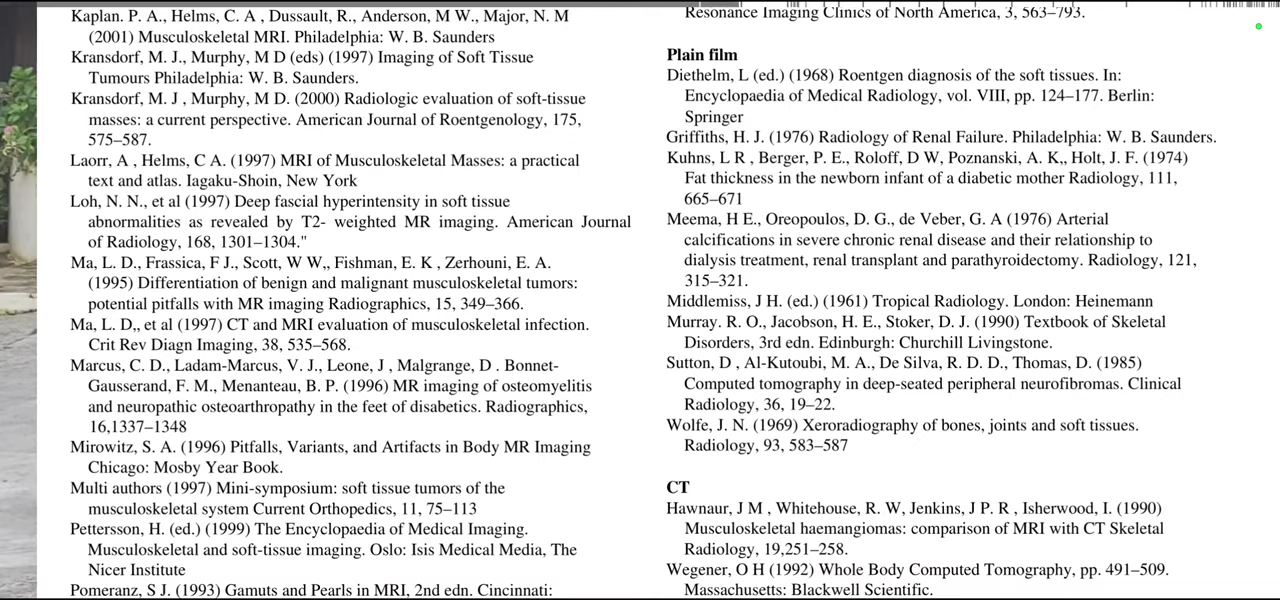 Kaplan. P. A., Helms, C. A , Dussault, R., Anderson, M W., Major, N. M
(2001) Musculoskeletal MRI. Philadelphia: W. B. Saunders
Kransdorf, M. J., Murphy, M D (eds) (1997) Imaging of Soft Tissue
Tumours Philadelphia: W. B. Saunders.
Kransdorf, M. J , Murphy, M D. (2000) Radiologic evaluation of soft-tissue
masses: a current perspective. American Journal of Roentgenology, 175,
575–587.
Laorr, A , Helms, C A. (1997) MRI of Musculoskeletal Masses: a practical
text and atlas. Iagaku-Shoin, New York
Loh, N. N., et al (1997) Deep fascial hyperintensity in soft tissue
abnormalities as revealed by T2- weighted MR imaging. American Journal
of Radiology, 168, 1301–1304."
Ma, L. D., Frassica, F J., Scott, W W,, Fishman, E. K , Zerhouni, E. A.
(1995) Differentiation of benign and malignant musculoskeletal tumors:
potential pitfalls with MR imaging Radiographics, 15, 349–366.
Ma, L. D,, et al (1997) CT and MRI evaluation of musculoskeletal infection.
Crit Rev Diagn Imaging, 38, 535–568.
Marcus, C. D., Ladam-Marcus, V. J., Leone, J , Malgrange, D . Bonnet-
Gausserand, F. M., Menanteau, B. P. (1996) MR imaging of osteomyelitis
and neuropathic osteoarthropathy in the feet of disabetics. Radiographics,
16,1337–1348
Mirowitz, S. A. (1996) Pitfalls, Variants, and Artifacts in Body MR Imaging
Chicago: Mosby Year Book.
Multi authors (1997) Mini-symposium: soft tissue tumors of the
musculoskeletal system Current Orthopedics, 11, 75–113
Pettersson, H. (ed.) (1999) The Encyclopaedia of Medical Imaging.
Musculoskeletal and soft-tissue imaging. Oslo: Isis Medical Media, The
Nicer Institute
Pomeranz, S J. (1993) Gamuts and Pearls in MRI, 2nd edn. Cincinnati:
Resonance Imaging Clinics of North America, 3, 563–793.
Plain film
Diethelm, L (ed.) (1968) Roentgen diagnosis of the soft tissues. In:
Encyclopaedia of Medical Radiology, vol. VIII, pp. 124–177. Berlin:
Springer
Griffiths, H. J. (1976) Radiology of Renal Failure. Philadelphia: W. B. Saunders.
Kuhns, L R , Berger, P. E., Roloff, D W, Poznanski, A. K,, Holt, J. F. (1974)
Fat thickness in the newborn infant of a diabetic mother Radiology, 111,
665–671
Meema, H E., Oreopoulos, D. G., de Veber, G. A (1976) Arterial
calcifications in severe chronic renal disease and their relationship to
dialysis treatment, renal transplant and parathyroidectomy. Radiology, 121,
315–321.
Middlemiss, J H. (ed.) (1961) Tropical Radiology. London: Heinemann
Murray. R. O., Jacobson, H. E., Stoker, D. J. (1990) Textbook of Skeletal
Disorders, 3rd edn. Edinburgh: Churchill Livingstone.
Sutton, D , Al-Kutoubi, M. A., De Silva, R. D. D., Thomas, D. (1985)
Computed tomography in deep-seated peripheral neurofibromas. Clinical
Radiology, 36, 19–22.
Wolfe, J. N. (1969) Xeroradiography of bones, joints and soft tissues.
Radiology, 93, 583–587
CT
Hawnaur, J M , Whitehouse, R. W, Jenkins, J P. R , Isherwood, I. (1990)
Musculoskeletal haemangiomas: comparison of MRI with CT Skeletal
Radiology, 19,251–258.
Wegener, O H (1992) Whole Body Computed Tomography, pp. 491–509.
Massachusetts: Blackwell Scientific.